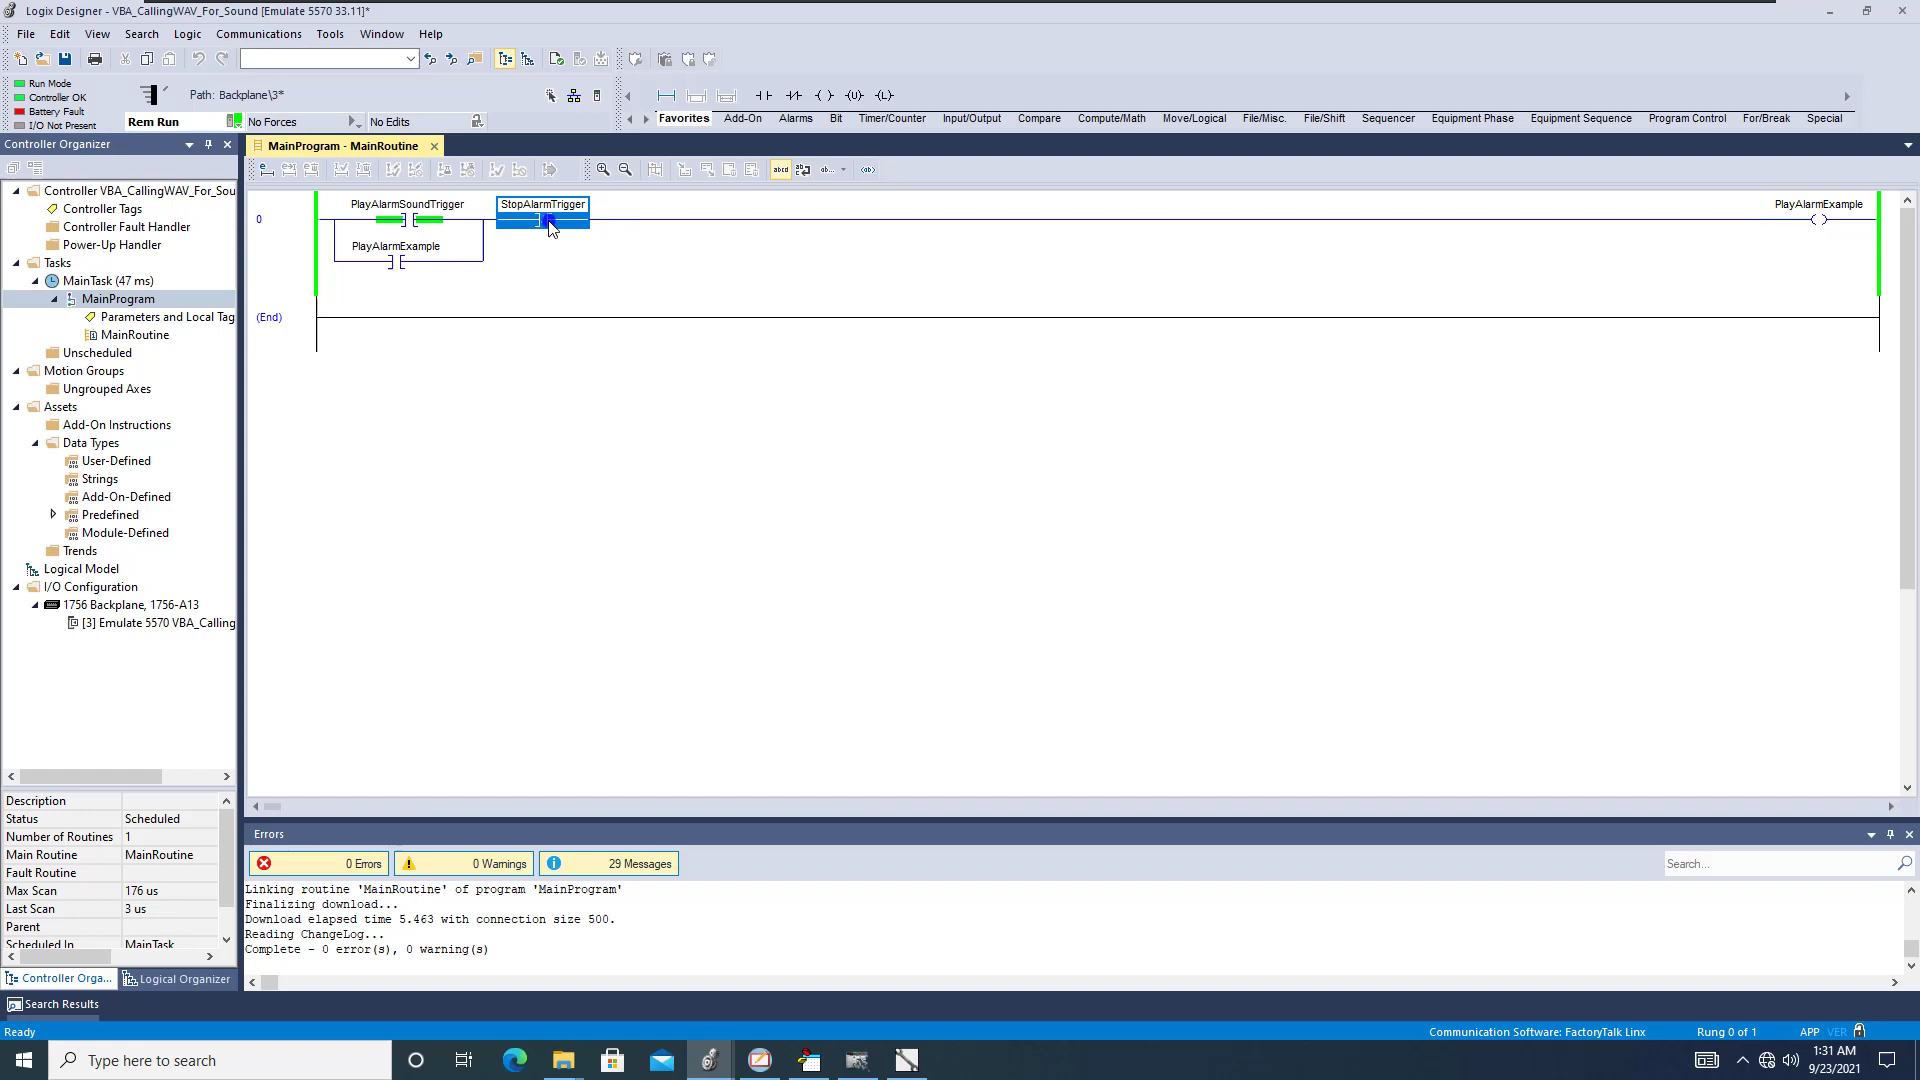 Logix Designer - VBA_CallingWAV_For_Sound [Emulate 5570 33.11]*
File Edit View Search Logic Communications Tools Window Help
Run Mode
Controller OK
Battery Fault
I/O Not Present
Path: Backplane\3*
Rem Run No Forces No Edits
Favorites Add-On Alarms Bit Timer/Counter Input/Output Compare Compute/Math Move/Logical File/Misc. File/Shift Sequencer Equipment Phase Equipment Sequence Program Control For/Break Special
Controller Organizer
Controller VBA_CallingWAV_For_Sou
Controller Tags
Controller Fault Handler
Power-Up Handler
Tasks
MainTask (47 ms)
MainProgram
Parameters and Local Tag
MainRoutine
Unscheduled
Motion Groups
Ungrouped Axes
Assets
Add-On Instructions
Data Types
User-Defined
Strings
Add-On-Defined
Predefined
Module-Defined
Trends
Logical Model
I/O Configuration
1756 Backplane, 1756-A13
[3] Emulate 5570 VBA_Calling
Description
Status Scheduled
Number of Routines 1
Main Routine MainRoutine
Fault Routine
Max Scan 176 us
Last Scan 3 us
Parent
Scheduled In MainTask
Controller Orga... Logical Organizer
MainProgram - MainRoutine
abcd
ab...
PlayAlarmSoundTrigger StopAlarmTrigger PlayAlarmExample
0
PlayAlarmExample
(End)
Errors
0 Errors 0 Warnings 29 Messages Search...
Linking routine 'MainRoutine' of program 'MainProgram'
Finalizing download...
Download elapsed time 5.463 with connection size 500.
Reading ChangeLog...
Complete - 0 error(s), 0 warning(s)
Search Results
Ready Communication Software: FactoryTalk Linx Rung 0 of 1 APP VER
Type here to search
1:31 AM
9/23/2021